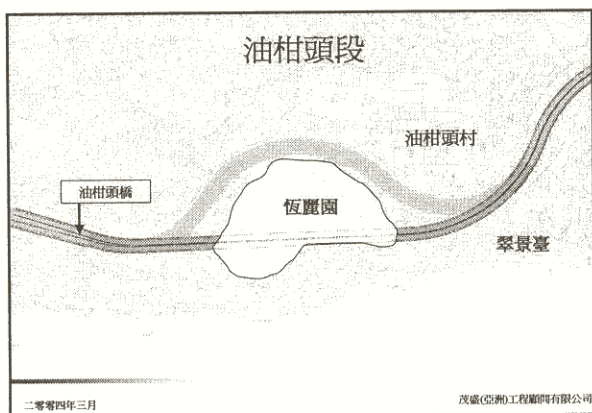 油柑頭段
油柑頭村
油柑頭橋
恆麗園
翠景臺
二零零四年三月
茂盛(亞洲)工程顧問有限公司